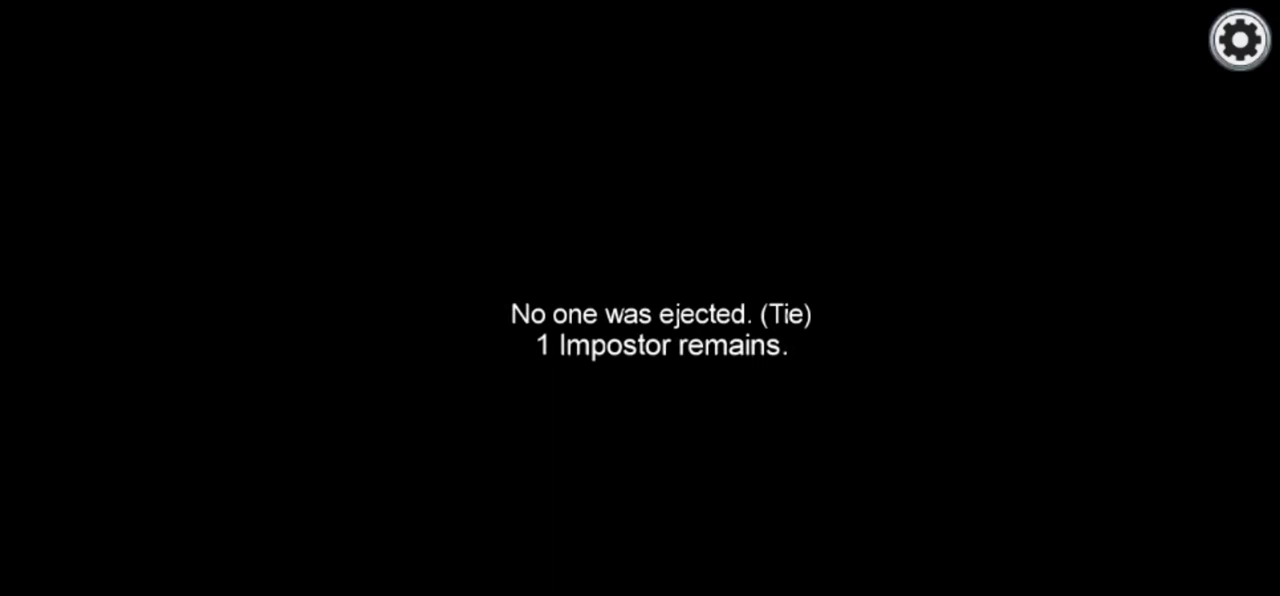 No one was ejected. (Tie)
1 Impostor remains.